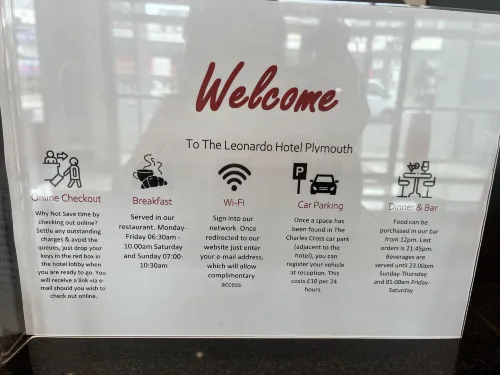 Welcome
To The Leonardo Hotel Plymouth
Online Checkout
Why Not Save time by
checking out online?
Settle any outstanding
charges & avoid the
queues, just drop your
keys in the red box in
the hotel lobby when
you are ready to go. You
will receive a link via e-
mail should you wish to
check out online.
Breakfast
Served in our
restaurant. Monday-
Friday 06:30am -
10.00am Saturday
and Sunday 07:00-
10:30am
Wi-Fi
Sign into our
network. Once
redirected to our
website just enter
your e-mail address,
which will allow
complimentary
access
P
Car Parking
Once a space has
been found in The
Charles Cross car park
(adjacent to the
hotel), you can
register your vehicle
at reception. This
costs £10 per 24
hours.
Dinner & Bar
Food can be
purchased in our bar
from 12pm. Last
orders is 21:45pm.
Beverages are
served until 23.00pm
Sunday-Thursday
and 01.00am Friday-
Saturday